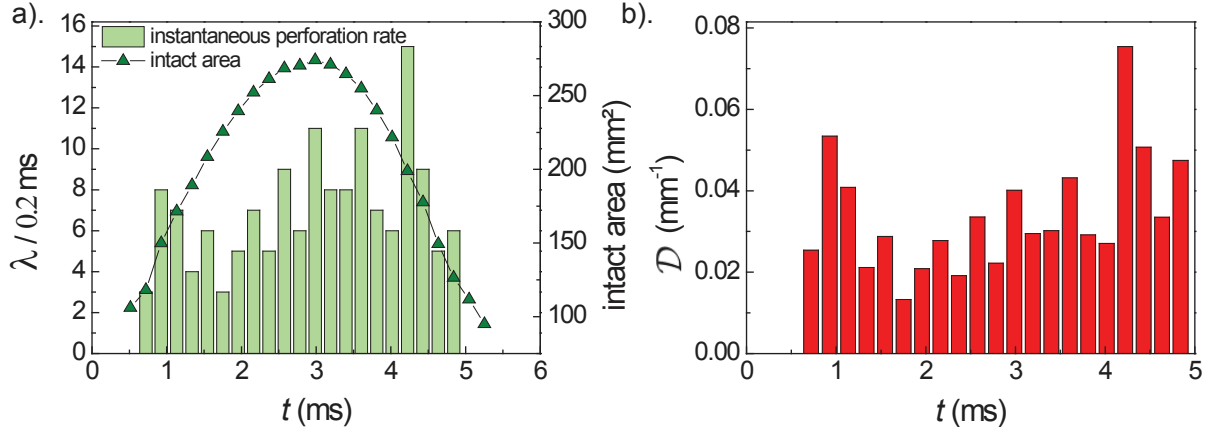 a).
instantaneous perforation rate
intact area
λ / 0.2 ms
16
14
12
10
8
6
4
2
0
0 1 2 3 4 5 6
t (ms)
300
250
200
150
100
intact area (mm²)
b).
𝒟 (mm⁻¹)
0.08
0.06
0.04
0.02
0.00
0 1 2 3 4 5
t (ms)